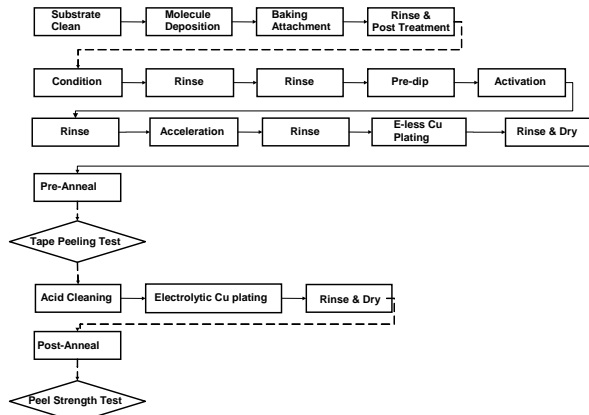 Substrate
Clean
Molecule
Deposition
Baking
Attachment
Rinse &
Post Treatment
Condition
Rinse
Rinse
Pre-dip
Activation
Rinse
Acceleration
Rinse
E-less Cu
Plating
Rinse & Dry
Pre-Anneal
Tape Peeling Test
Acid Cleaning
Electrolytic Cu plating
Rinse & Dry
Post-Anneal
Peel Strength Test